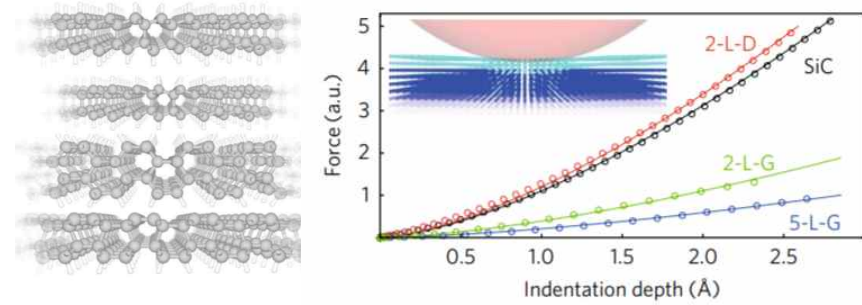 5
4
3
2
1
Force (a.u.)
2-L-D
SiC
2-L-G
5-L-G
0.5 1.0 1.5 2.0 2.5
Indentation depth (Å)